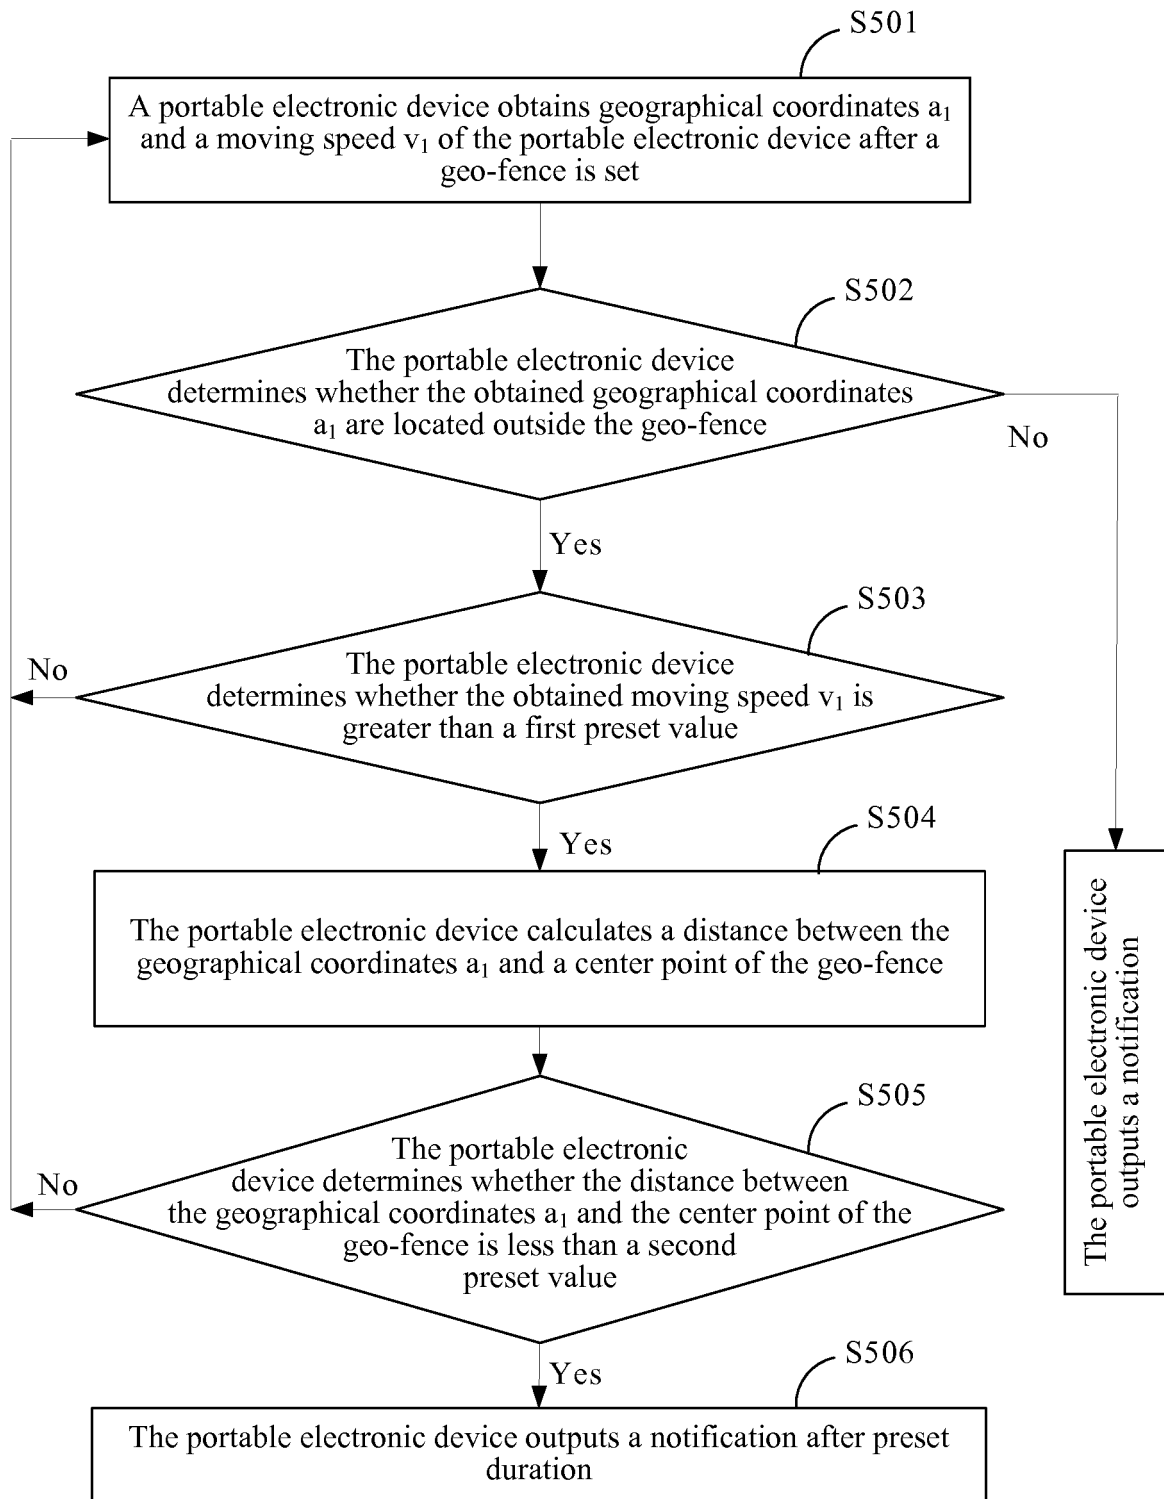 S501
A portable electronic device obtains geographical coordinates a₁
and a moving speed v₁ of the portable electronic device after a
geo-fence is set
S502
The portable electronic device
determines whether the obtained geographical coordinates
a₁ are located outside the geo-fence
No
Yes
S503
The portable electronic device
determines whether the obtained moving speed v₁ is
greater than a first preset value
No
Yes
S504
The portable electronic device calculates a distance between the
geographical coordinates a₁ and a center point of the geo-fence
The portable electronic device
outputs a notification
S505
The portable electronic
device determines whether the distance between
the geographical coordinates a₁ and the center point of the
geo-fence is less than a second
preset value
No
Yes
S506
The portable electronic device outputs a notification after preset
duration